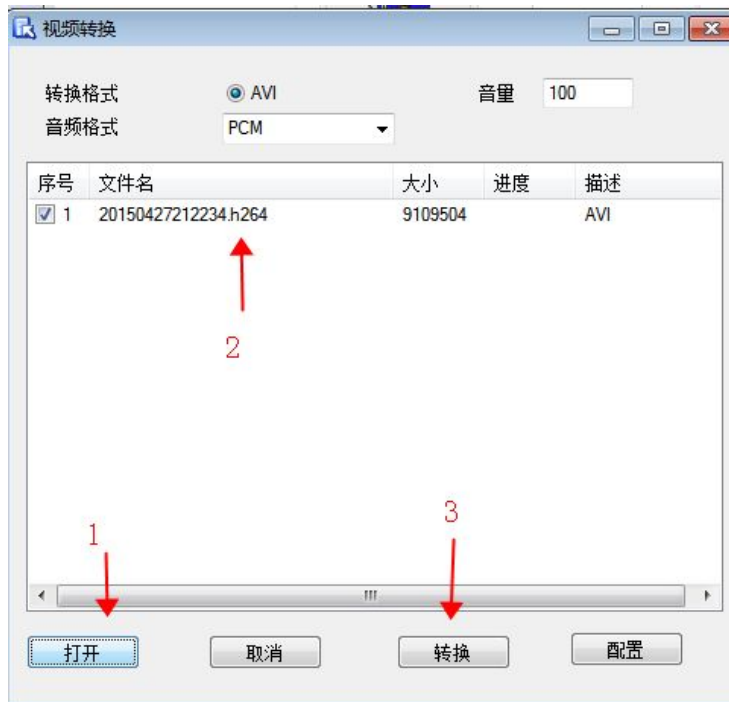 视频转换
转换格式 AVI 音量 100
音频格式 PCM
序号 文件名 大小 进度 描述
1 20150427212234.h264 9109504 AVI
2
1
3
打开 取消 转换 配置